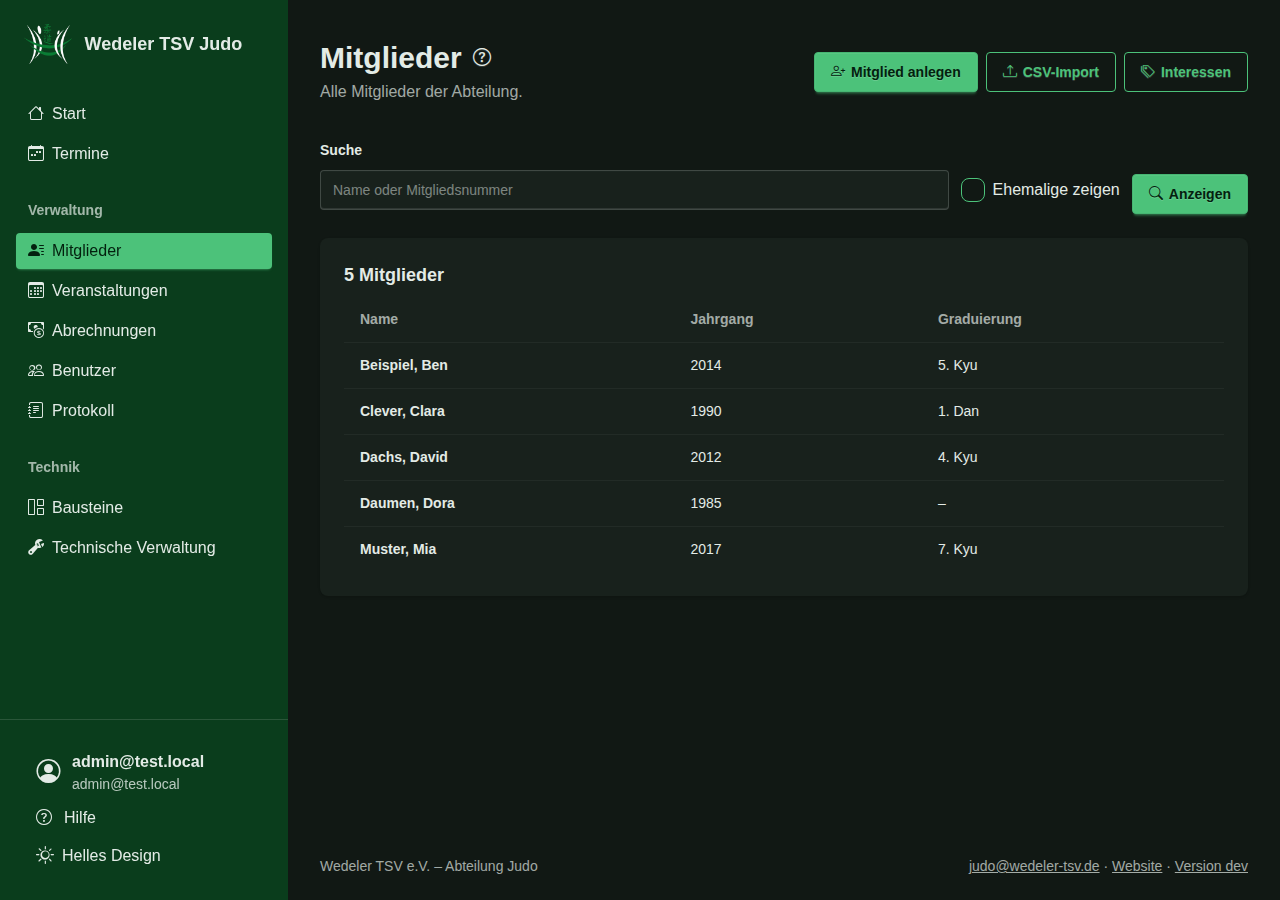 Wedeler TSV Judo
Start
Termine
Verwaltung
Mitglieder
Veranstaltungen
Abrechnungen
Benutzer
Protokoll
Technik
Bausteine
Technische Verwaltung
admin@test.local
admin@test.local
Hilfe
Helles Design
Mitglieder
Alle Mitglieder der Abteilung.
Mitglied anlegen CSV-Import Interessen
Suche
Name oder Mitgliedsnummer Ehemalige zeigen Anzeigen
5 Mitglieder
Name Jahrgang Graduierung
Beispiel, Ben 2014 5. Kyu
Clever, Clara 1990 1. Dan
Dachs, David 2012 4. Kyu
Daumen, Dora 1985 –
Muster, Mia 2017 7. Kyu
Wedeler TSV e.V. – Abteilung Judo judo@wedeler-tsv.de · Website · Version dev